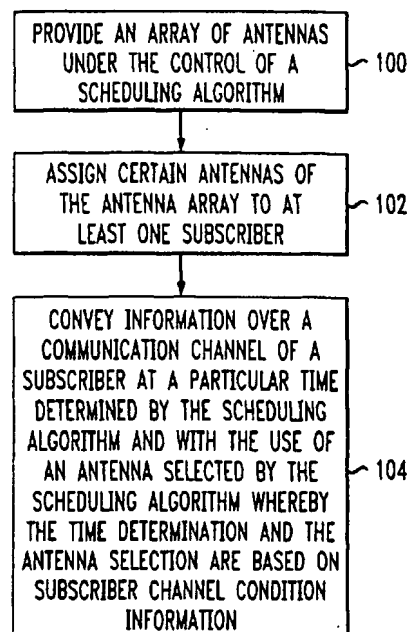 PROVIDE AN ARRAY OF ANTENNAS
UNDER THE CONTROL OF A
SCHEDULING ALGORITHM
100
ASSIGN CERTAIN ANTENNAS OF
THE ANTENNA ARRAY TO AT
LEAST ONE SUBSCRIBER
102
CONVEY INFORMATION OVER A
COMMUNICATION CHANNEL OF A
SUBSCRIBER AT A PARTICULAR TIME
DETERMINED BY THE SCHEDULING
ALGORITHM AND WITH THE USE OF
AN ANTENNA SELECTED BY THE
SCHEDULING ALGORITHM WHEREBY
THE TIME DETERMINATION AND THE
ANTENNA SELECTION ARE BASED ON
SUBSCRIBER CHANNEL CONDITION
INFORMATION
104